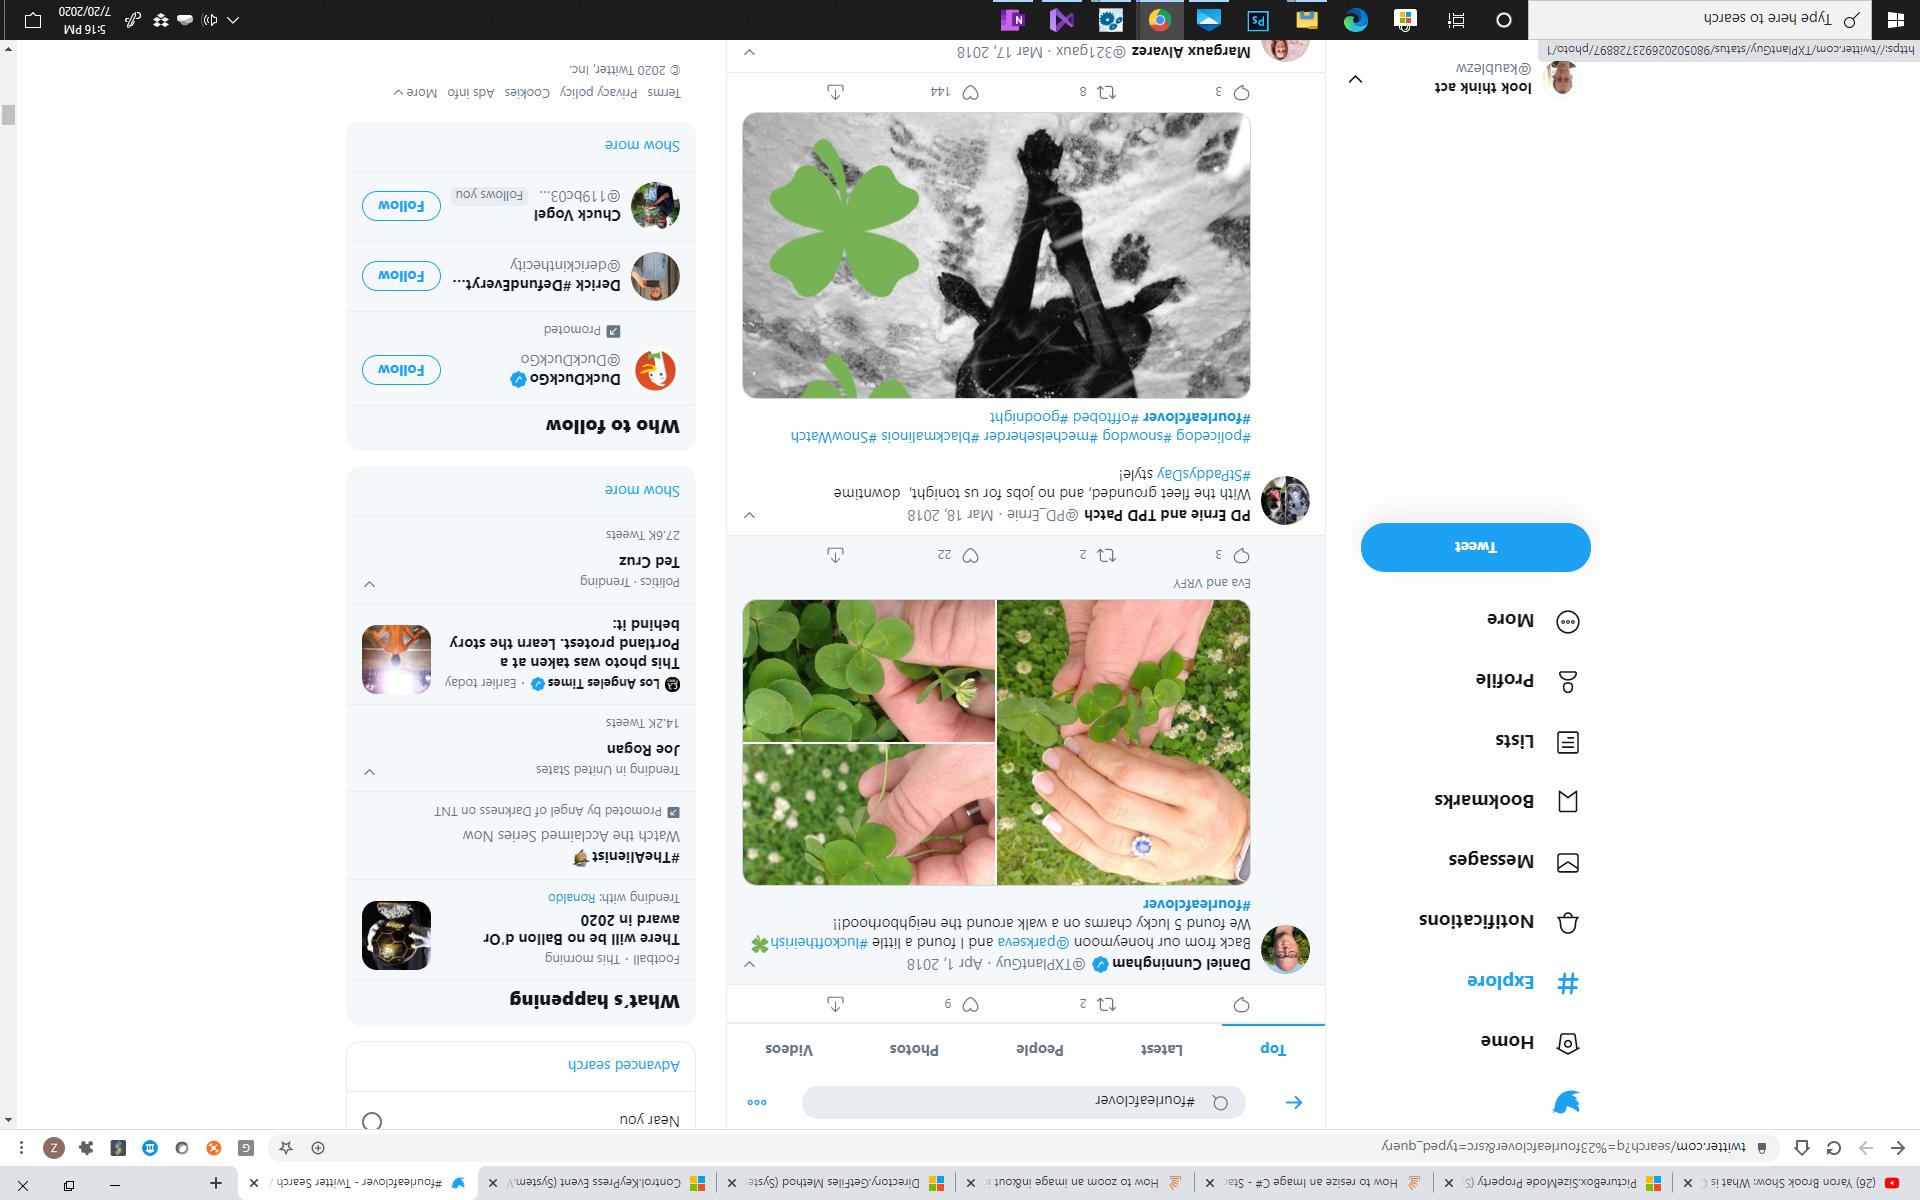 (26) Yaron Brook Show: What is C
PictureBox.SizeMode Property (S
How to resize an image C# - Stac
How to zoom an image in&out in
Directory.GetFiles Method (Syster
Control.KeyPress Event (System.W
#fourleafclover - Twitter Search /
twitter.com/search?q=%23fourleafclover&src=typed_query
G
Z
Home
Explore
Notifications
Messages
Bookmarks
Lists
Profile
More
Tweet
look think act
@kaublezw
#fourleafclover
Top
Latest
People
Photos
Videos
2
9
Daniel Cunningham @TXPlantGuy · Apr 1, 2018
Back from our honeymoon @parkseva and I found a little #luckoftheirish
We found 5 lucky charms on a walk around the neighborhood!!
#fourleafclover
Eva and VRFY
3
2
22
PD Ernie and TPD Patch @PD_Ernie · Mar 18, 2018
With the fleet grounded, and no jobs for us tonight, downtime
#StPaddysDay style!
#policedog #snowdog #mechelseherder #blackmalinois #SnowWatch
#fourleafclover #offtobed #goodnight
3
8
144
Margaux Alvarez @321gaux · Mar 17, 2018
Near you
Advanced search
What's happening
Football · This morning
There will be no Ballon d'Or
award in 2020
Trending with: Ronaldo
#TheAlienist
Watch the Acclaimed Series Now
Promoted by Angel of Darkness on TNT
Trending in United States
Joe Rogan
14.2K Tweets
Los Angeles Times · Earlier today
This photo was taken at a
Portland protest. Learn the story
behind it:
Politics · Trending
Ted Cruz
27.6K Tweets
Show more
Who to follow
DuckDuckGo
@DuckDuckGo
Follow
Promoted
Derick #DefundEveryt...
@derickinthecity
Follow
Chuck Vogel
@119bc03... Follows you
Follow
Show more
Terms Privacy policy Cookies Ads info More
© 2020 Twitter, Inc.
https://twitter.com/TXPlantGuy/status/980502026923728897/photo/1
Type here to search
Ps
N
5:16 PM
7/20/2020